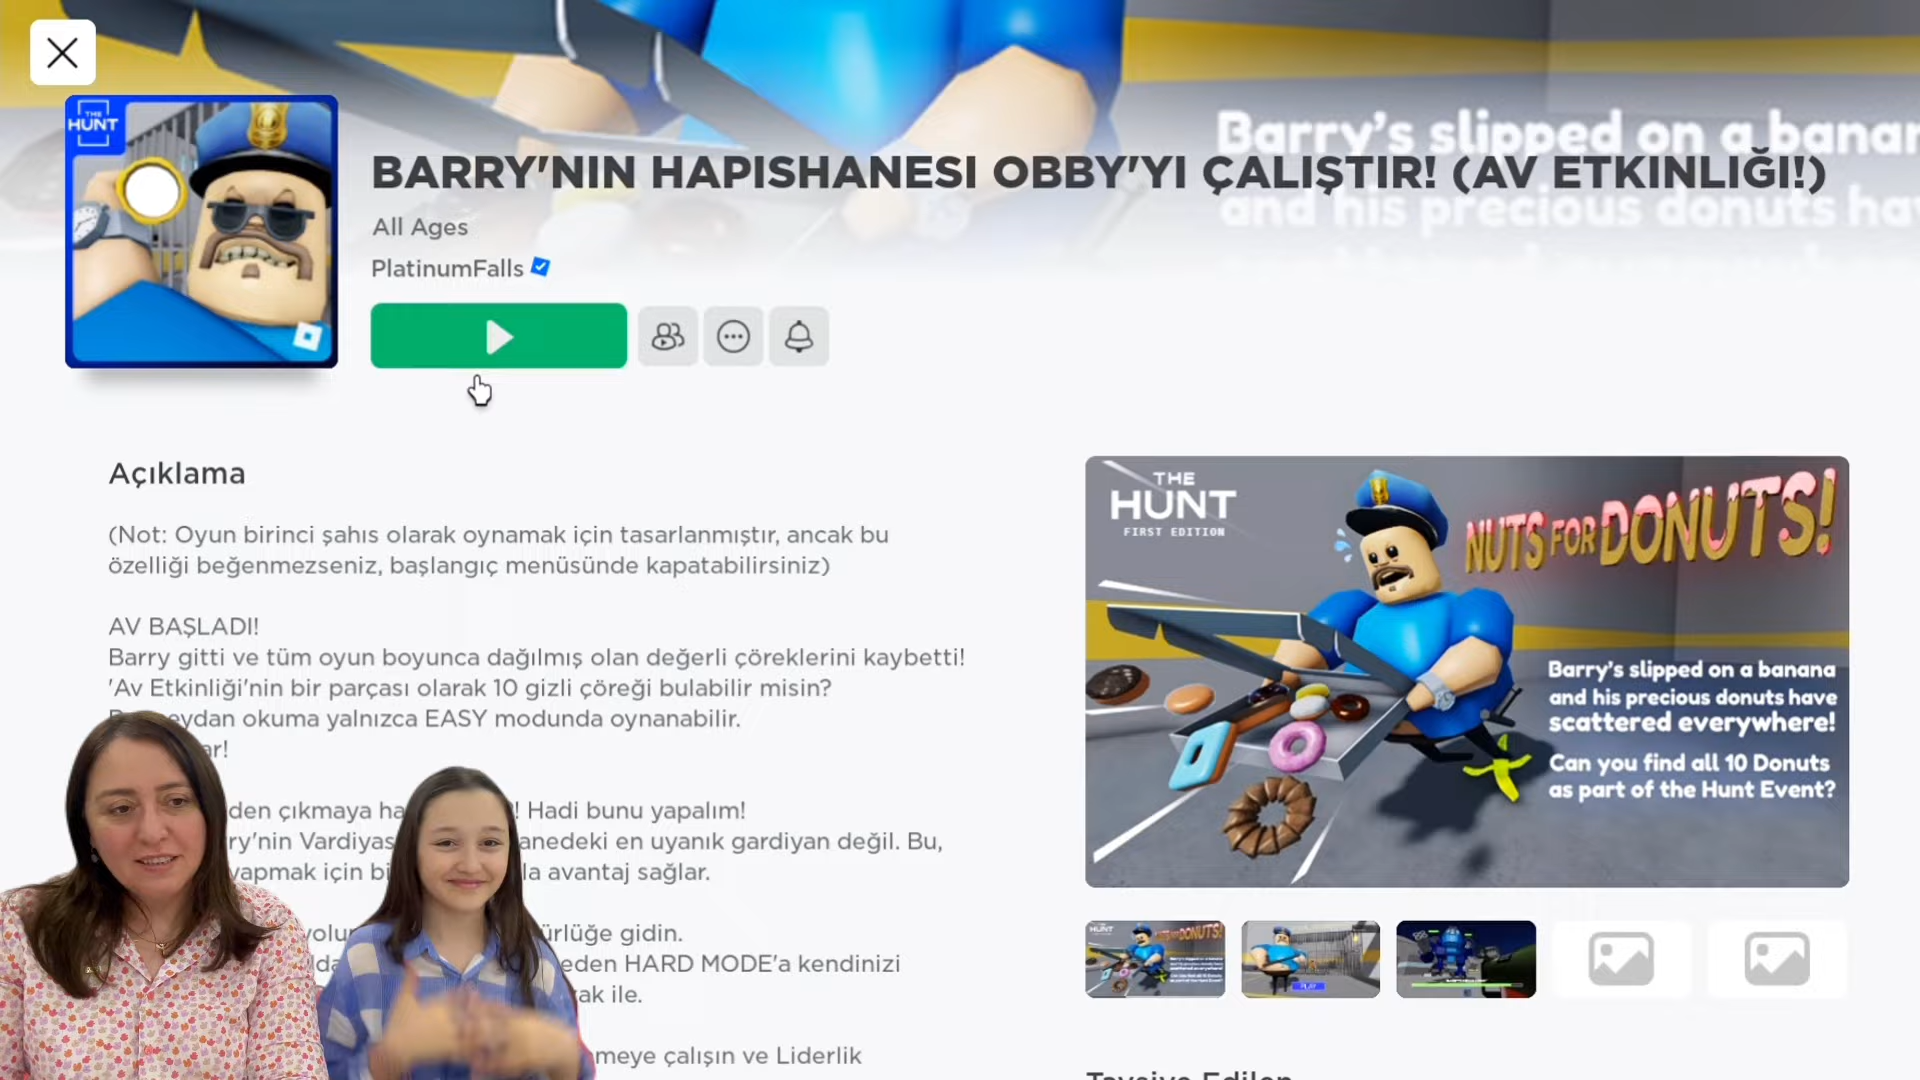 THE
HUNT
Barry's slipped on a banan
and his precious donuts ha
BARRY'NIN HAPISHANESI OBBY'YI ÇALIŞTIR! (AV ETKINLIĞI!)
All Ages
PlatinumFalls
Açıklama
(Not: Oyun birinci şahıs olarak oynamak için tasarlanmıştır, ancak bu
özelliği beğenmezseniz, başlangıç menüsünde kapatabilirsiniz)
AV BAŞLADI!
Barry gitti ve tüm oyun boyunca dağılmış olan değerli çöreklerini kaybetti!
'Av Etkinliği'nin bir parçası olarak 10 gizli çöreği bulabilir misin?
eydan okuma yalnızca EASY modunda oynanabilir.
ar!
den çıkmaya ha ! Hadi bunu yapalım!
ry'nin Vardiyas anedeki en uyanık gardiyan değil. Bu,
yapmak için bi la avantaj sağlar.
yolu ürlüğe gidin.
eden HARD MODE'a kendinizi
ak ile.
meye çalışın ve Liderlik
THE
HUNT
FIRST EDITION
NUTS FOR DONUTS!
Barry's slipped on a banana
and his precious donuts have
scattered everywhere!
Can you find all 10 Donuts
as part of the Hunt Event?
PLAY
Tavsiye Edilen